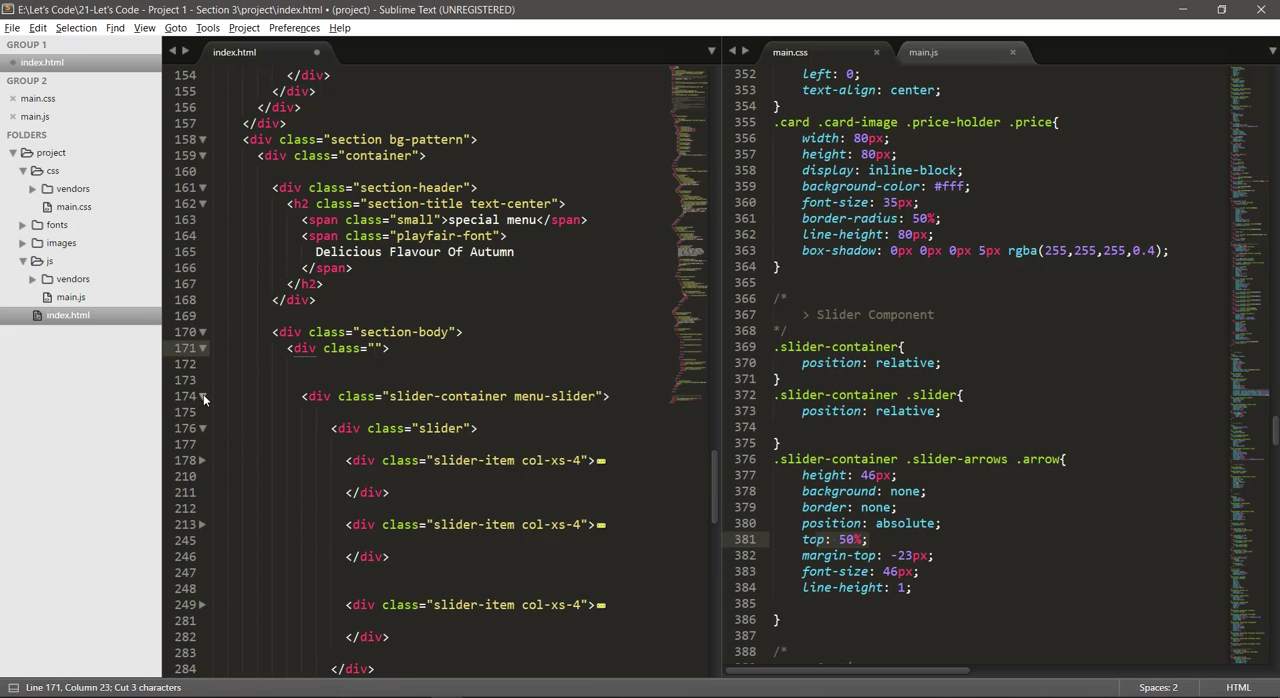 E:\Let's Code\21-Let's Code - Project 1 - Section 3\project\index.html • (project) - Sublime Text (UNREGISTERED)
File Edit Selection Find View Goto Tools Project Preferences Help
GROUP 1
index.html
GROUP 2
main.css
main.js
FOLDERS
project
css
vendors
main.css
fonts
images
js
vendors
main.js
index.html
index.html
154 </div>
155 </div>
156 </div>
157 </div>
158 <div class="section bg-pattern">
159 <div class="container">
160
161 <div class="section-header">
162 <h2 class="section-title text-center">
163 <span class="small">special menu</span>
164 <span class="playfair-font">
165 Delicious Flavour Of Autumn
166 </span>
167 </h2>
168 </div>
169
170 <div class="section-body">
171 <div class="">
172
173
174 <div class="slider-container menu-slider">
175
176 <div class="slider">
177
178 <div class="slider-item col-xs-4">
210
211 </div>
212
213 <div class="slider-item col-xs-4">
245
246 </div>
247
248
249 <div class="slider-item col-xs-4">
281
282 </div>
283
284 </div>
main.css
main.js
352 left: 0;
353 text-align: center;
354 }
355 .card .card-image .price-holder .price{
356 width: 80px;
357 height: 80px;
358 display: inline-block;
359 background-color: #fff;
360 font-size: 35px;
361 border-radius: 50%;
362 line-height: 80px;
363 box-shadow: 0px 0px 0px 5px rgba(255,255,255,0.4);
364 }
365
366 /*
367 > Slider Component
368 */
369 .slider-container{
370 position: relative;
371 }
372 .slider-container .slider{
373 position: relative;
374
375 }
376 .slider-container .slider-arrows .arrow{
377 height: 46px;
378 background: none;
379 border: none;
380 position: absolute;
381 top: 50%;
382 margin-top: -23px;
383 font-size: 46px;
384 line-height: 1;
385
386 }
387
388 /*
Line 171, Column 23; Cut 3 characters
Spaces: 2
HTML